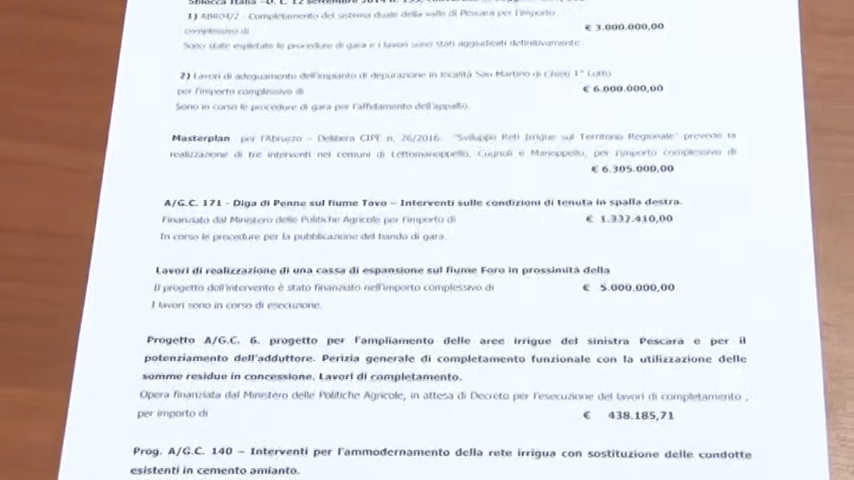 Sblocca Italia -D. L. 12 settembre 2014 n. 133,
1) ABR04/2 - Completamento del sistema duale della valle di Pescara per l'importo
complessivo di € 3.000.000,00
Sono state espletate le procedure di gara e i lavori sono stati aggiudicati definitivamente
2) Lavori di adeguamento dell'impianto di depurazione in località San Martino di Chieti 1° Lotto
per l'importo complessivo di € 6.000.000,00
Sono in corso le procedure di gara per l'affidamento dell'appalto.
Masterplan per l'Abruzzo – Delibera CIPE n. 26/2016. "Sviluppo Reti Irrigue sul Territorio Regionale" prevede la
realizzazione di tre interventi nei comuni di Lettomanoppello, Cugnoli e Manoppello, per l'importo complessivo di
€ 6.305.000,00
A/G.C. 171 - Diga di Penne sul fiume Tavo – Interventi sulle condizioni di tenuta in spalla destra.
Finanziato dal Ministero delle Politiche Agricole per l'importo di € 1.332.410,00
In corso le procedure per la pubblicazione del bando di gara.
Lavori di realizzazione di una cassa di espansione sul fiume Foro in prossimità della
Il progetto dell'intervento è stato finanziato nell'importo complessivo di € 5.000.000,00
I lavori sono in corso di esecuzione.
Progetto A/G.C. 6. progetto per l'ampliamento delle aree irrigue del sinistra Pescara e per il
potenziamento dell'adduttore. Perizia generale di completamento funzionale con la utilizzazione delle
somme residue in concessione. Lavori di completamento.
Opera finanziata dal Ministero delle Politiche Agricole, in attesa di Decreto per l'esecuzione dei lavori di completamento ,
per importo di € 438.185,71
Prog. A/G.C. 140 – Interventi per l'ammodernamento della rete irrigua con sostituzione delle condotte
esistenti in cemento amianto.